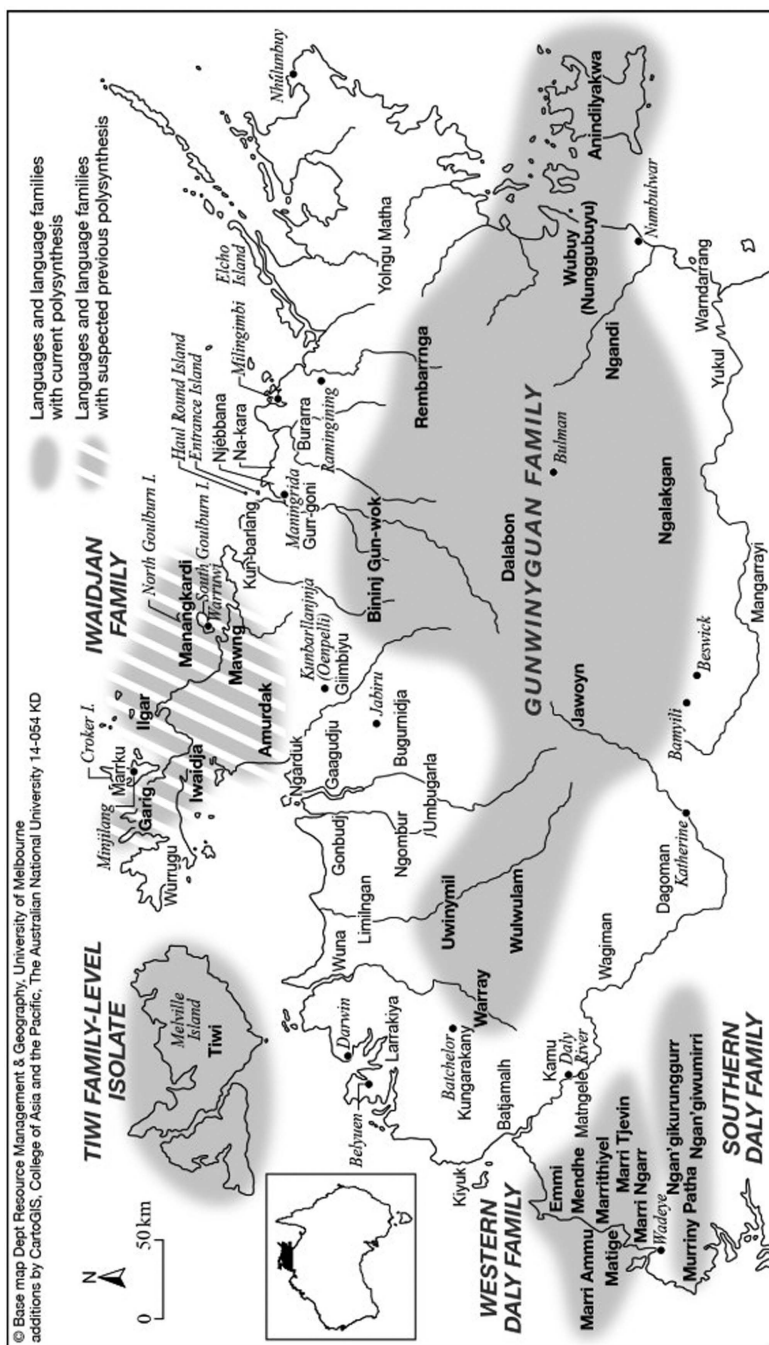 © Base map Dept Resource Management & Geography, University of Melbourne
additions by CartoGIS, College of Asia and the Pacific, The Australian National University 14-054 KD
N
0
50 km
Languages and language families
with current polysynthesis
Languages and language families
with suspected previous polysynthesis
TIWI FAMILY-LEVEL
ISOLATE
Melville
Island
Tiwi
IWAIDJAN
FAMILY
Croker I.
Minjilang
Marrku
Garig
Ilgar
Wurrugu
Iwaidja
North Goulburn I.
Manangkardi
South Goulburn I.
Warruwi
Mawng
Amurdak
Haul Round Island
Entrance Island
Njébbana
Na-kara
Milingimbi
Elcho
Island
Nhulumbuy
Kun-barlang
Maningrida
Gurr-goni
Burarra
Ramingining
Yolngu Matha
Kunbarllanjnja
(Oenpelli)
Giimbiyu
Ngarduk
Gaagudju
Jabiru
Bugurnidja
Gonbudj
Ngombur
Umbugarla
Limilngan
Wuna
Darwin
Larrakiya
Belyuen
Batchelor
Kungarakany
Warray
Uwinymil
Wulwulam
Bininj Gun-wok
Rembarrnga
Dalabon
GUNWINYGUAN FAMILY
Bulman
Jawoyn
Ngalakgan
Ngandi
Wubuy
(Nunggubuyu)
Anindilyakwa
Numbulwar
Warndarrang
Yukul
Mangarrayi
Beswick
Bamyili
Katherine
Dagoman
Wagiman
Kiyuk
Batjamalh
Kamu
Matngele
Daly
River
WESTERN
DALY FAMILY
Emmi
Mendhe
Marri Ammu
Marrithiyel
Matige
Marri Tjevin
Marri Ngarr
Wadeye
Murriny Patha
Ngan'gikurunggurr
Ngan'giwumirri
SOUTHERN
DALY FAMILY